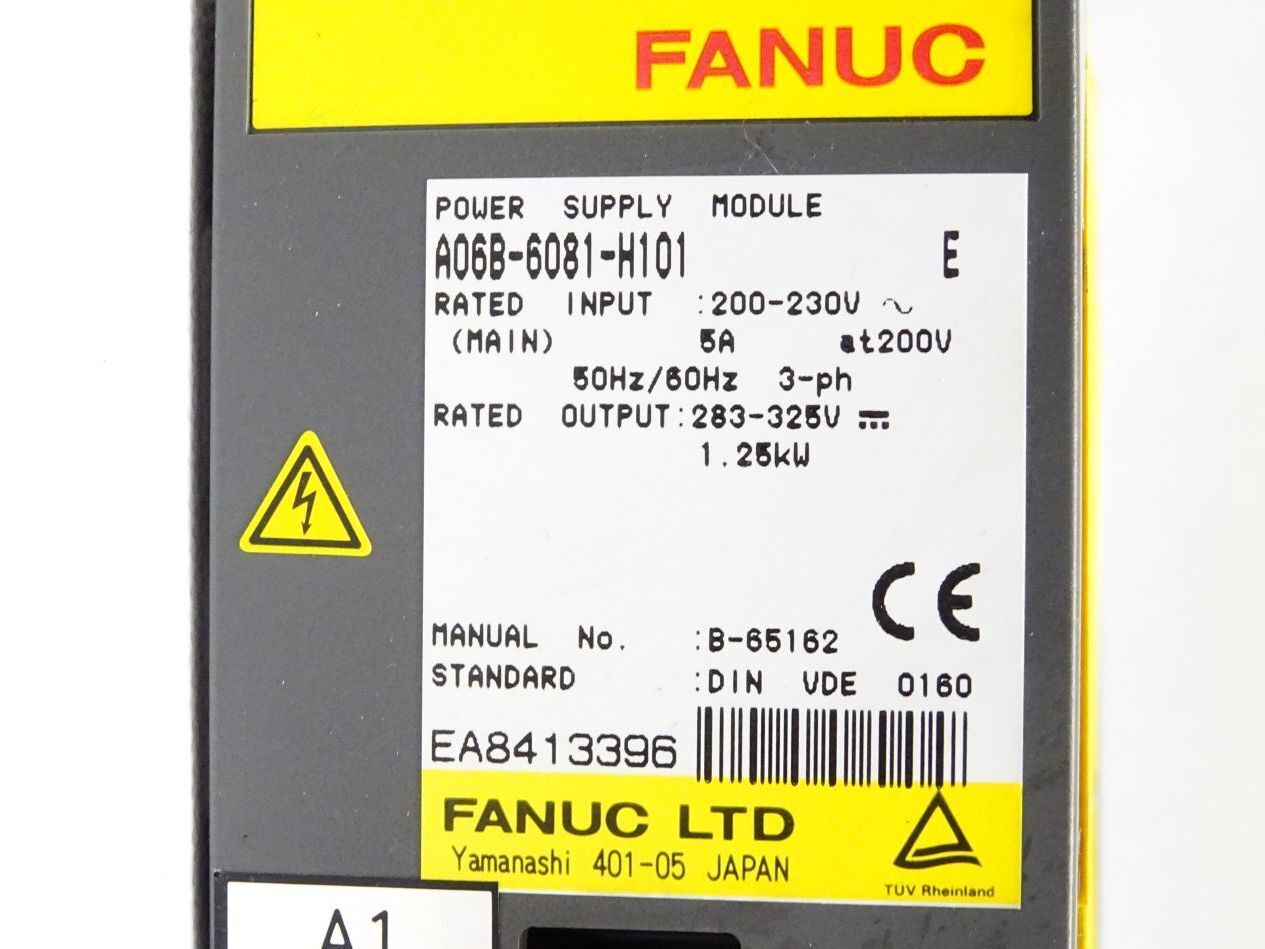 FANUC
POWER SUPPLY MODULE
A06B-6081-H101 E
RATED INPUT :200-230V ~
(MAIN) 5A at200V
50Hz/60Hz 3-ph
RATED OUTPUT:283-325V ⎓
1.25kW
CE
MANUAL No. :B-65162
STANDARD :DIN VDE 0160
EA8413396
FANUC LTD
Yamanashi 401-05 JAPAN
TUV Rheinland
A1